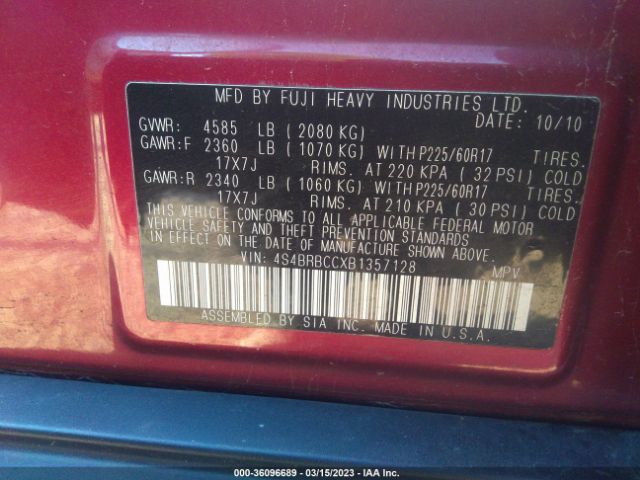 MFD BY FUJI HEAVY INDUSTRIES LTD.
DATE: 10/10
GVWR: 4585 LB ( 2080 KG)
GAWR:F 2360 LB ( 1070 KG) WITH P225/60R17 TIRES,
17X7J RIMS. AT 220 KPA ( 32 PSI) COLD
GAWR:R 2340 LB ( 1060 KG) WITH P225/60R17 TIRES,
17X7J RIMS. AT 210 KPA ( 30 PSI) COLD
THIS VEHICLE CONFORMS TO ALL APPLICABLE FEDERAL MOTOR
VEHICLE SAFETY AND THEFT PREVENTION STANDARDS
IN EFFECT ON THE DATE OF MANUFACTURE SHOWN ABOVE.
VIN: 4S4BRBCCXB1357128 MPV
ASSEMBLED BY SIA INC. MADE IN U.S.A.
000-36096689 - 03/15/2023 - IAA Inc.